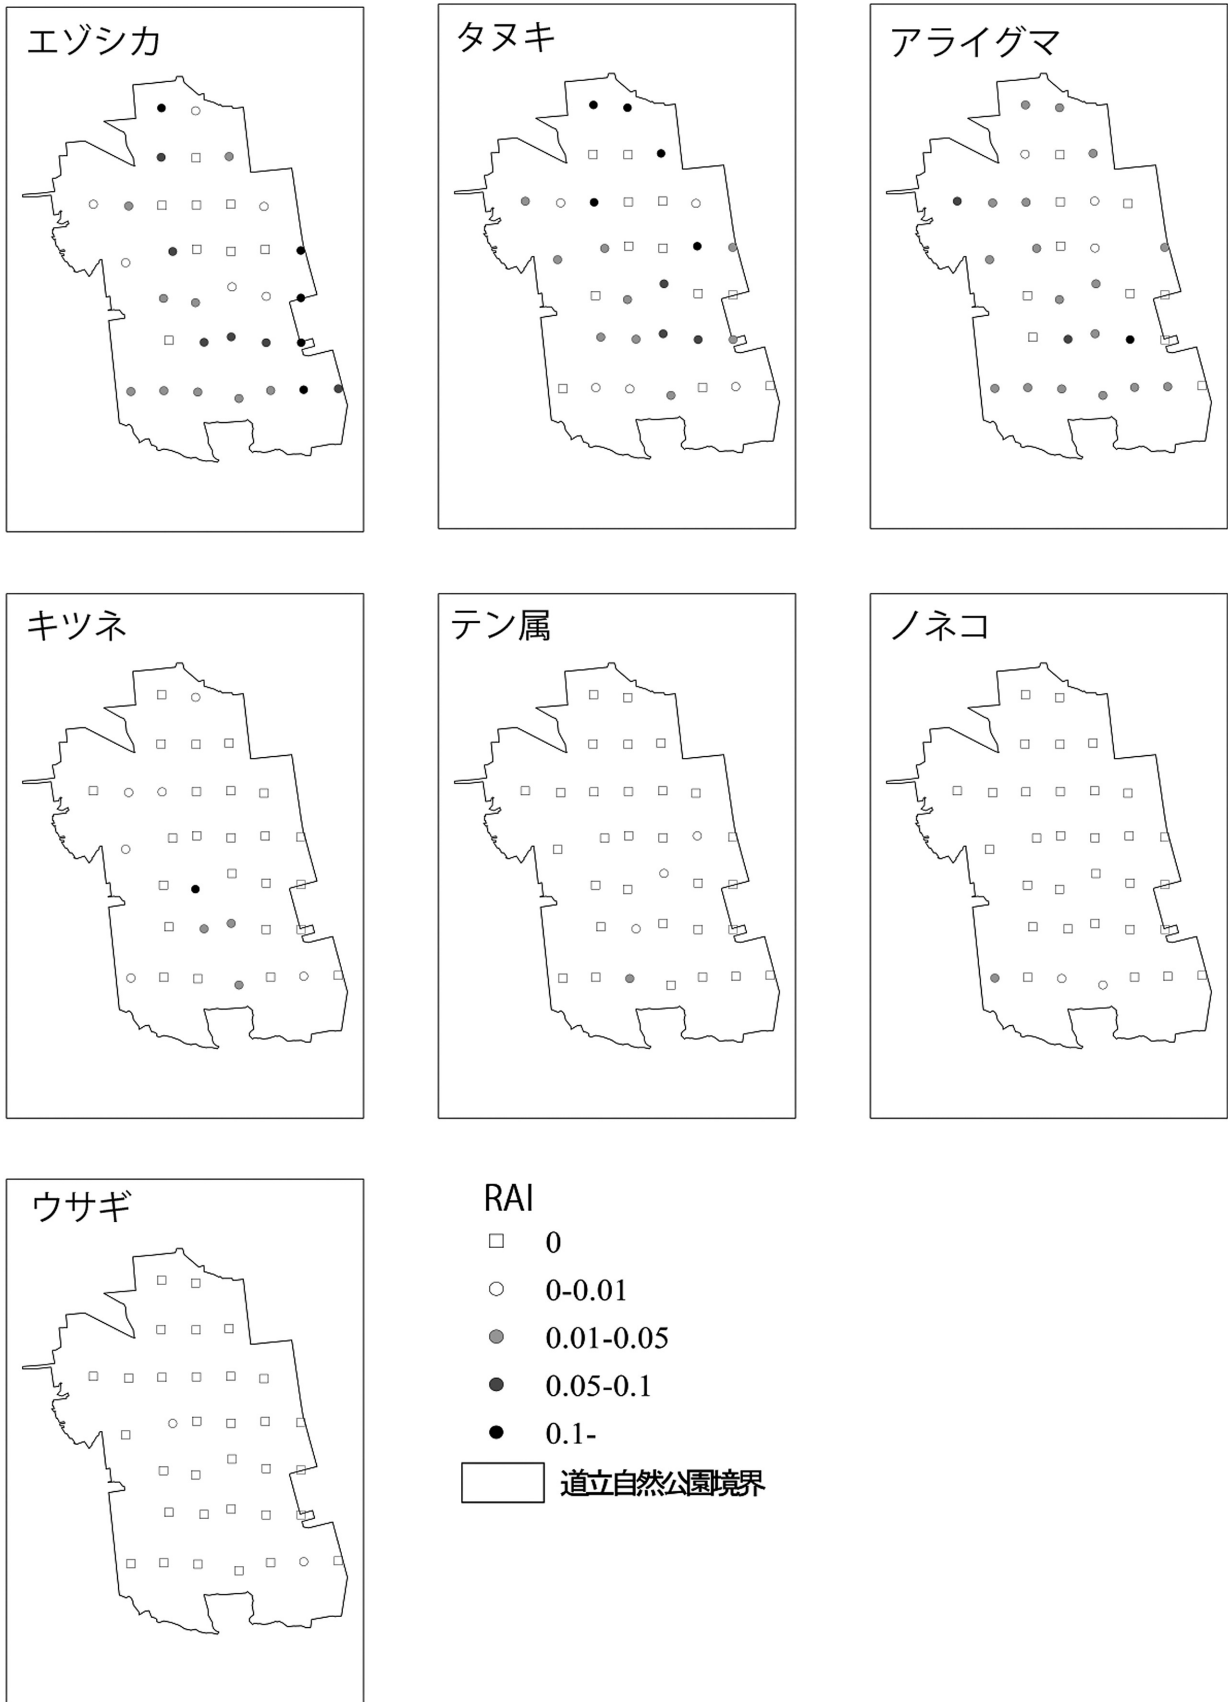 エゾシカ
タヌキ
アライグマ
キツネ
テン属
ノネコ
ウサギ
RAI
0
0-0.01
0.01-0.05
0.05-0.1
0.1-
道立自然公園境界